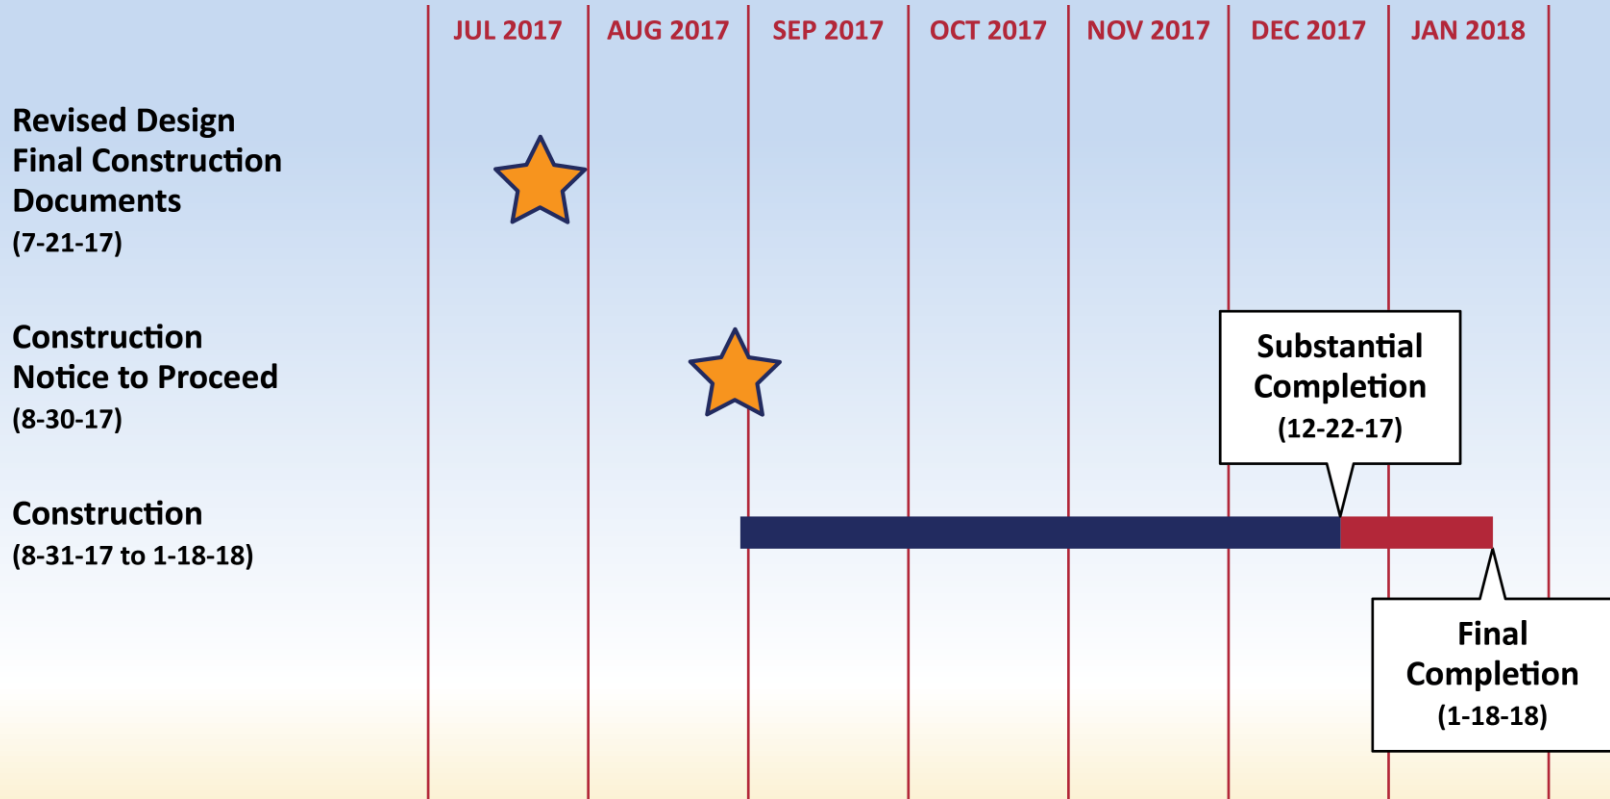 JUL 2017 AUG 2017 SEP 2017 OCT 2017 NOV 2017 DEC 2017 JAN 2018
Revised Design
Final Construction
Documents
(7-21-17)
Construction
Notice to Proceed
(8-30-17)
Substantial
Completion
(12-22-17)
Construction
(8-31-17 to 1-18-18)
Final
Completion
(1-18-18)